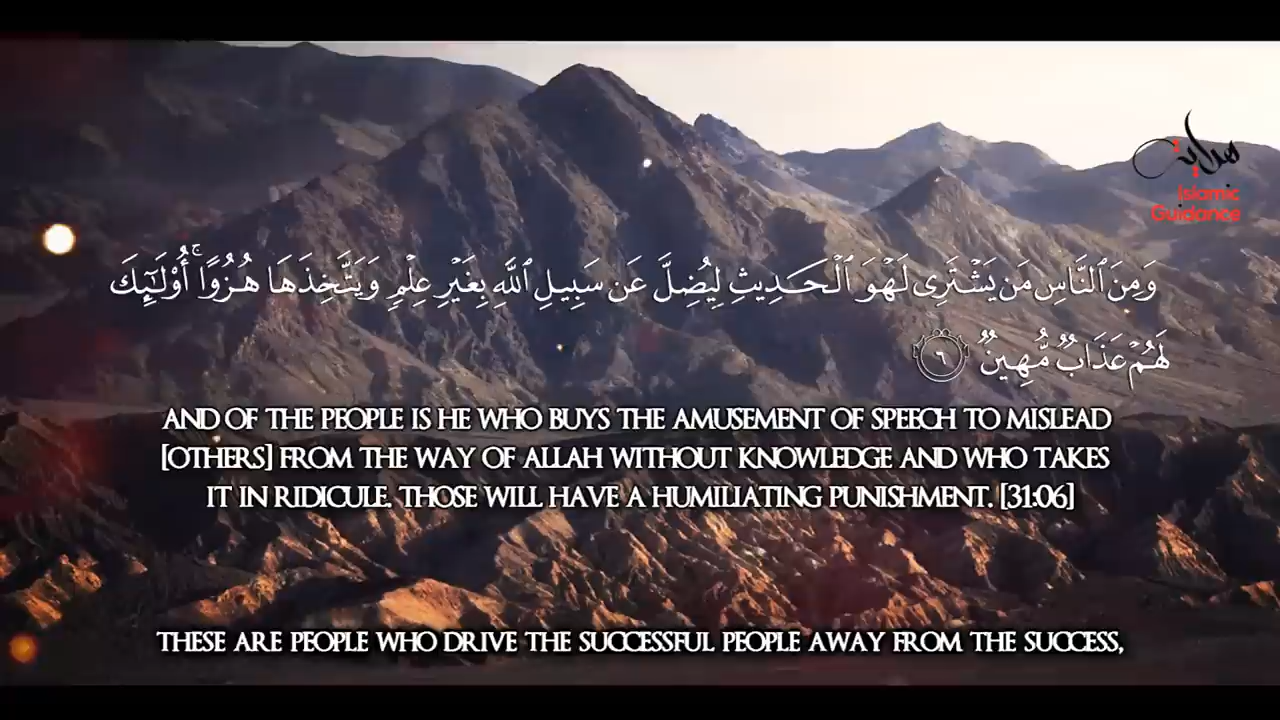 هداية
Islamic
Guidance
وَمِنَ ٱلنَّاسِ مَن يَشْتَرِى لَهْوَ ٱلْحَدِيثِ لِيُضِلَّ عَن سَبِيلِ ٱللَّهِ بِغَيْرِ عِلْمٍ وَيَتَّخِذَهَا هُزُوًا ۚ أُو۟لَـٰٓئِكَ
لَهُمْ عَذَابٌ مُّهِينٌ ٦
AND OF THE PEOPLE IS HE WHO BUYS THE AMUSEMENT OF SPEECH TO MISLEAD
[OTHERS] FROM THE WAY OF ALLAH WITHOUT KNOWLEDGE AND WHO TAKES
IT IN RIDICULE. THOSE WILL HAVE A HUMILIATING PUNISHMENT. [31:06]
THESE ARE PEOPLE WHO DRIVE THE SUCCESSFUL PEOPLE AWAY FROM THE SUCCESS,